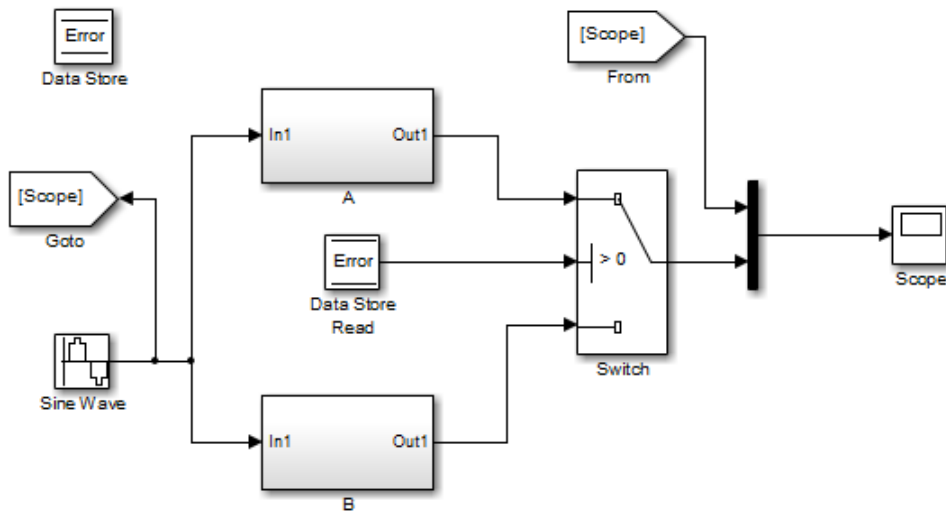 Error
Data Store
[Scope]
From
In1 Out1
A
[Scope]
Goto
Error
Data Store
Read
> 0
Switch
Scope
Sine Wave
In1 Out1
B